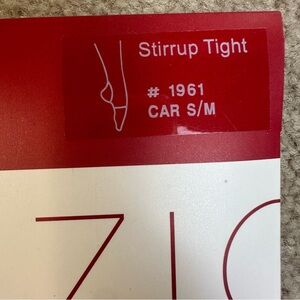 Stirrup Tight
# 1961
CAR S/M